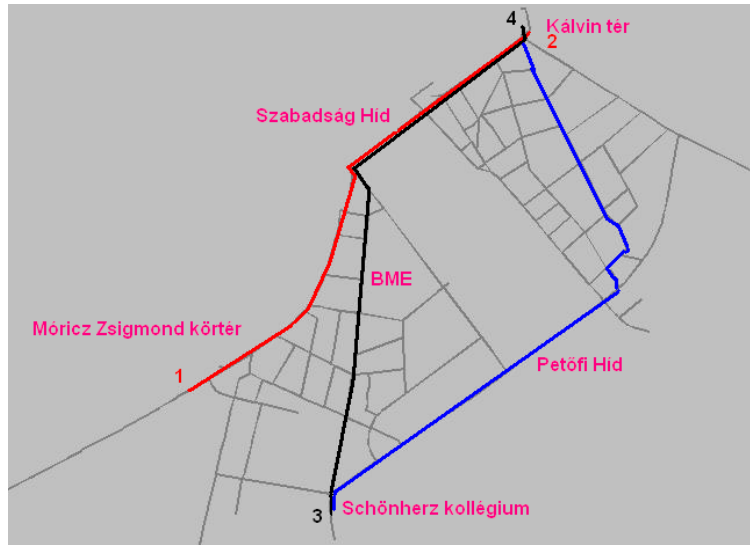 4
Kálvin tér
2
Szabadság Híd
BME
Móricz Zsigmond körtér
1
Petőfi Híd
Schönherz kollégium
3